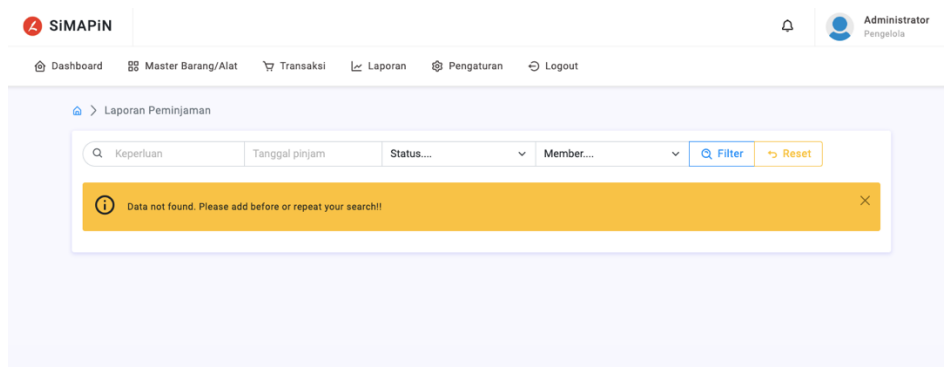 SiMAPiN
Administrator
Pengelola
Dashboard Master Barang/Alat Transaksi Laporan Pengaturan Logout
Laporan Peminjaman
Keperluan Tanggal pinjam Status.... Member.... Filter Reset
Data not found. Please add before or repeat your search!!